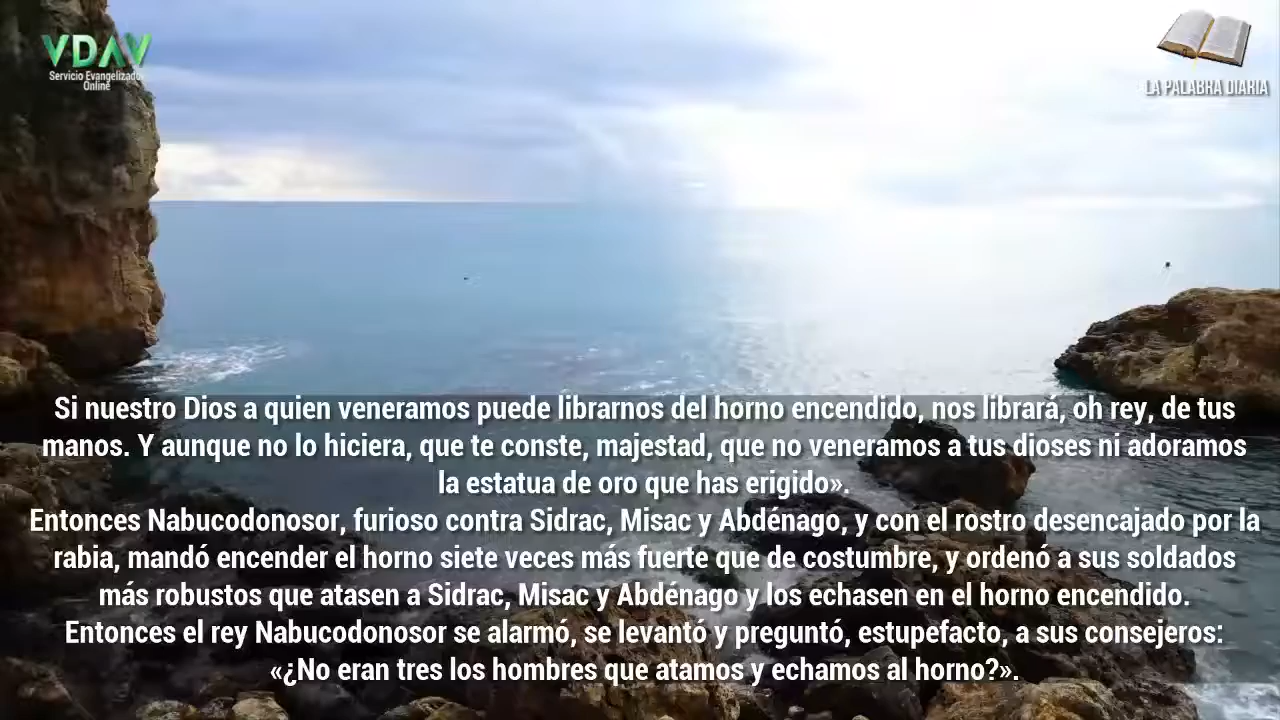 VDAV
Servicio Evangelizador
Online
LA PALABRA DIARIA
Si nuestro Dios a quien veneramos puede librarnos del horno encendido, nos librará, oh rey, de tus
manos. Y aunque no lo hiciera, que te conste, majestad, que no veneramos a tus dioses ni adoramos
la estatua de oro que has erigido».
Entonces Nabucodonosor, furioso contra Sidrac, Misac y Abdénago, y con el rostro desencajado por la
rabia, mandó encender el horno siete veces más fuerte que de costumbre, y ordenó a sus soldados
más robustos que atasen a Sidrac, Misac y Abdénago y los echasen en el horno encendido.
Entonces el rey Nabucodonosor se alarmó, se levantó y preguntó, estupefacto, a sus consejeros:
«¿No eran tres los hombres que atamos y echamos al horno?».